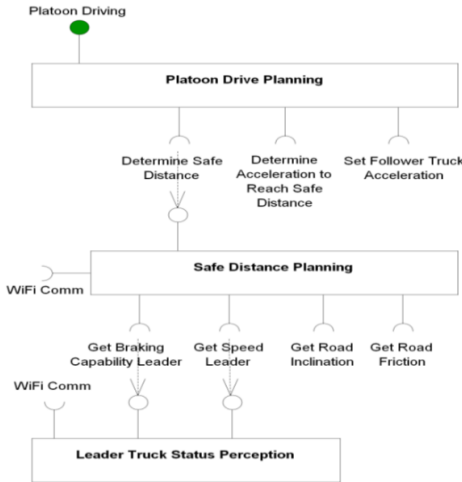 Platoon Driving
Platoon Drive Planning
Determine Safe
Distance
Determine
Acceleration to
Reach Safe
Distance
Set Follower Truck
Acceleration
Safe Distance Planning
WiFi Comm
Get Braking
Capability Leader
Get Speed
Leader
Get Road
Inclination
Get Road
Friction
WiFi Comm
Leader Truck Status Perception